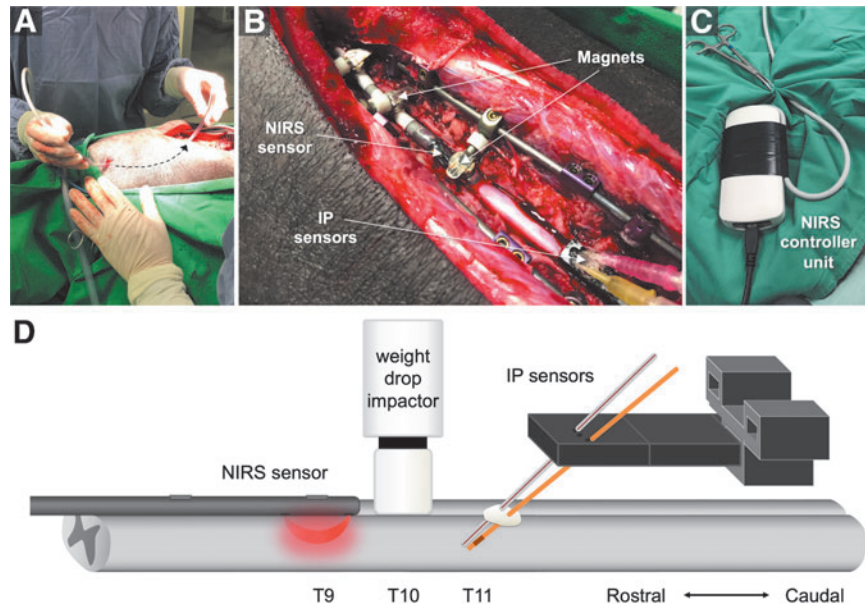 A
B
Magnets
NIRS
sensor
IP
sensors
C
NIRS
controller
unit
D
weight
drop
impactor
IP sensors
NIRS sensor
T9 T10 T11 Rostral Caudal